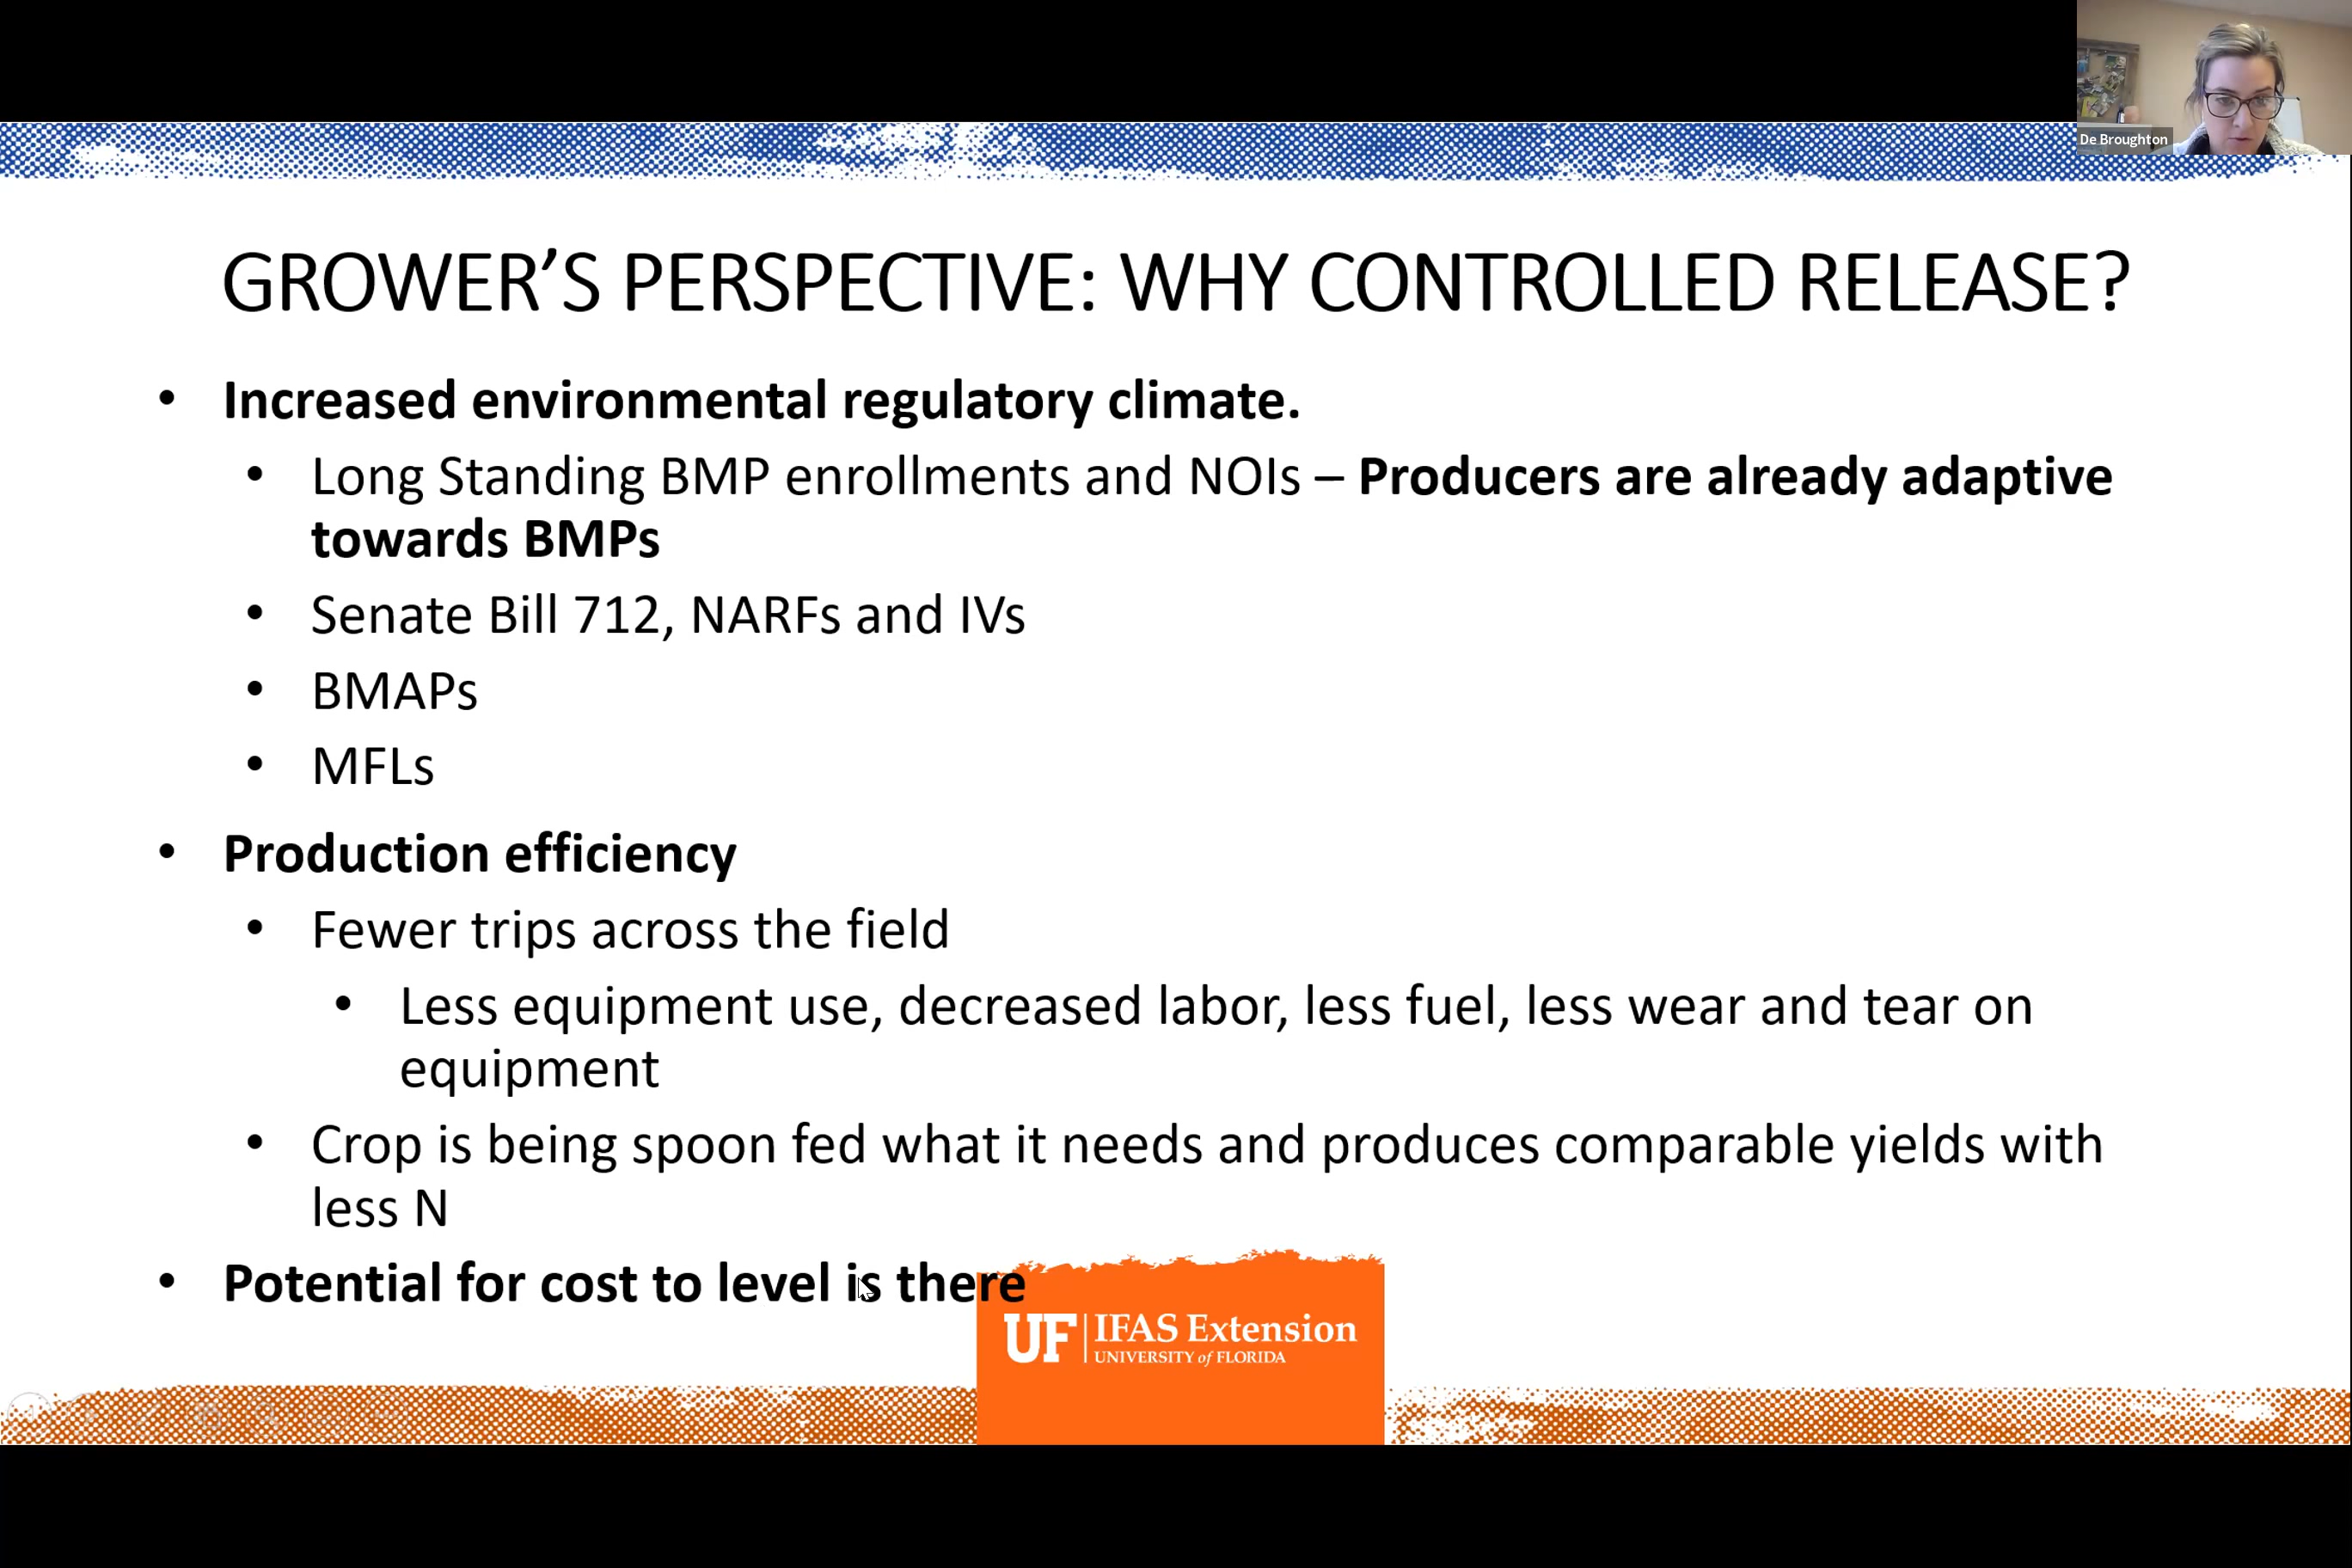 De Broughton
GROWER’S PERSPECTIVE: WHY CONTROLLED RELEASE?
• Increased environmental regulatory climate.
• Long Standing BMP enrollments and NOIs – Producers are already adaptive
towards BMPs
• Senate Bill 712, NARFs and IVs
• BMAPs
• MFLs
• Production efficiency
• Fewer trips across the field
• Less equipment use, decreased labor, less fuel, less wear and tear on
equipment
• Crop is being spoon fed what it needs and produces comparable yields with
less N
• Potential for cost to level is there
UF IFAS Extension
UNIVERSITY of FLORIDA